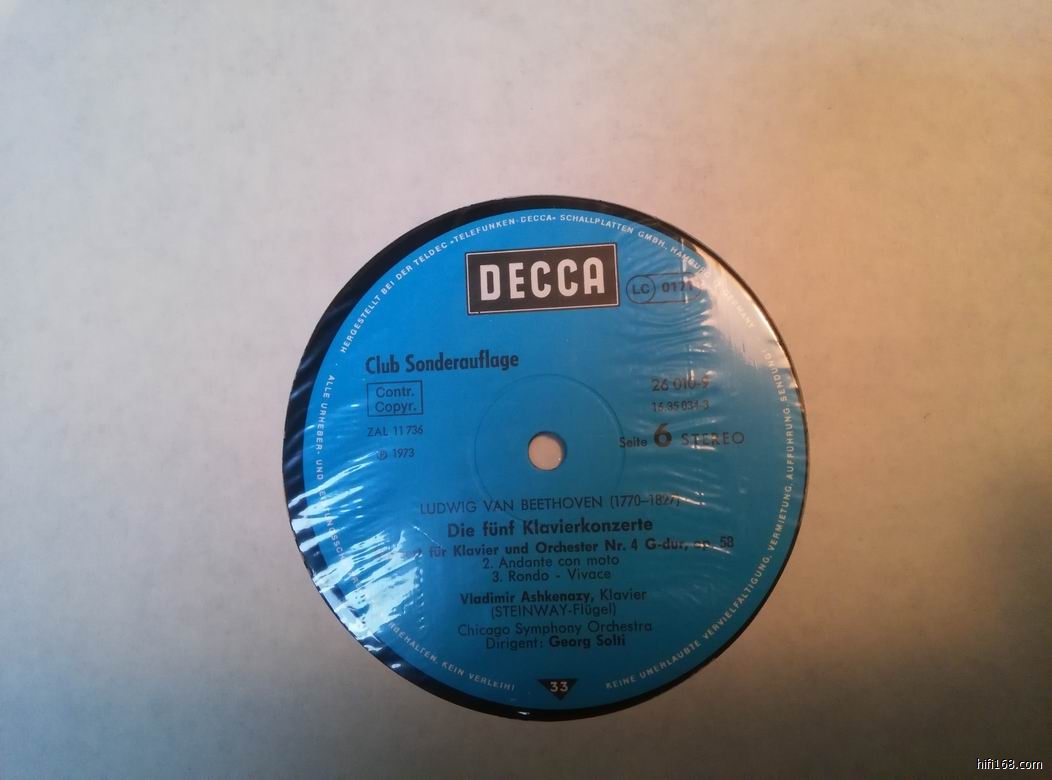 HERGESTELLT BEI DER TELDEC »TELEFUNKEN-DECCA« SCHALLPLATTEN GMBH, HAMBURG
DECCA
LC 0171
Club Sonderauflage
Contr.
Copyr.
ZAL 11 736
℗ 1973
26 010-9
16.35 034-3
Seite 6 STEREO
LUDWIG VAN BEETHOVEN (1770–1827)
Die fünf Klavierkonzerte
für Klavier und Orchester Nr. 4 G-dur, op. 58
2. Andante con moto
3. Rondo - Vivace
Vladimir Ashkenazy, Klavier
(STEINWAY-Flügel)
Chicago Symphony Orchestra
Dirigent: Georg Solti
33
ALLE URHEBER- UND
KEIN VERLEIH!
KEINE UNERLAUBTE VERVIELFÄLTIGUNG, VERMIETUNG, AUFFÜHRUNG, SENDUNG
hifi168.com